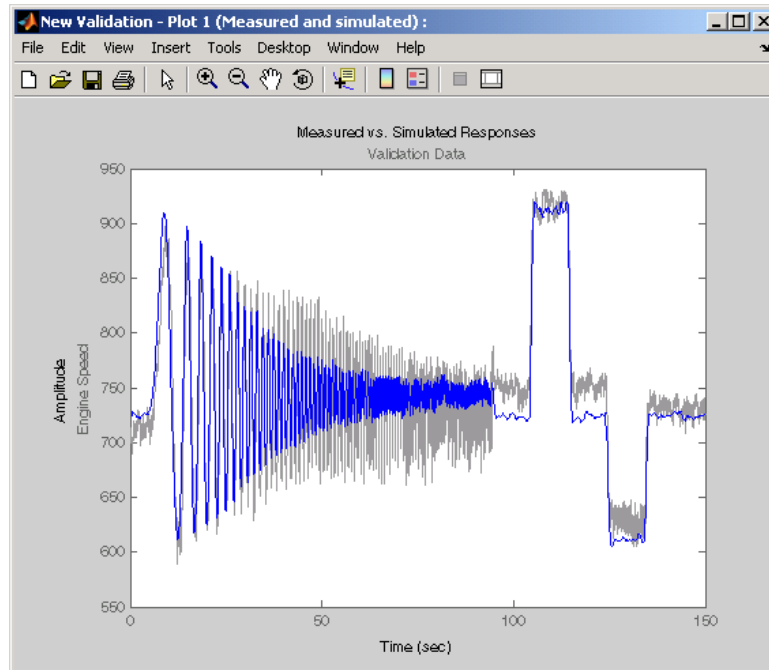 New Validation - Plot 1 (Measured and simulated) :
File Edit View Insert Tools Desktop Window Help
Measured vs. Simulated Responses
Validation Data
950
900
850
800
750
700
650
600
550
Amplitude
Engine Speed
0 50 100 150
Time (sec)